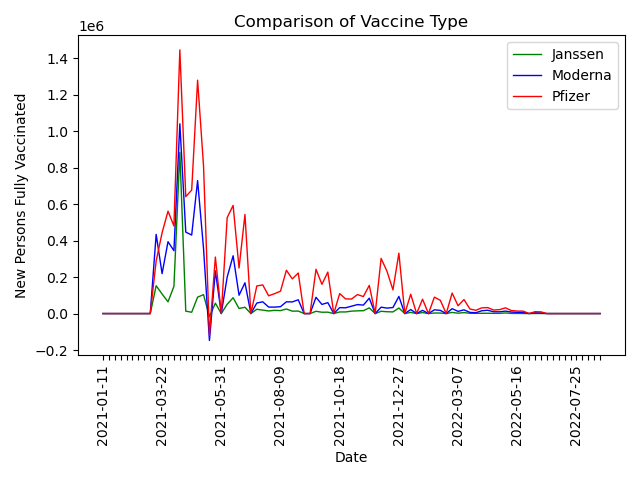 Comparison of Vaccine Type
1e6
Janssen
Moderna
Pfizer
New Persons Fully Vaccinated
1.4
1.2
1.0
0.8
0.6
0.4
0.2
0.0
−0.2
2021-01-11
2021-03-22
2021-05-31
2021-08-09
2021-10-18
2021-12-27
2022-03-07
2022-05-16
2022-07-25
Date